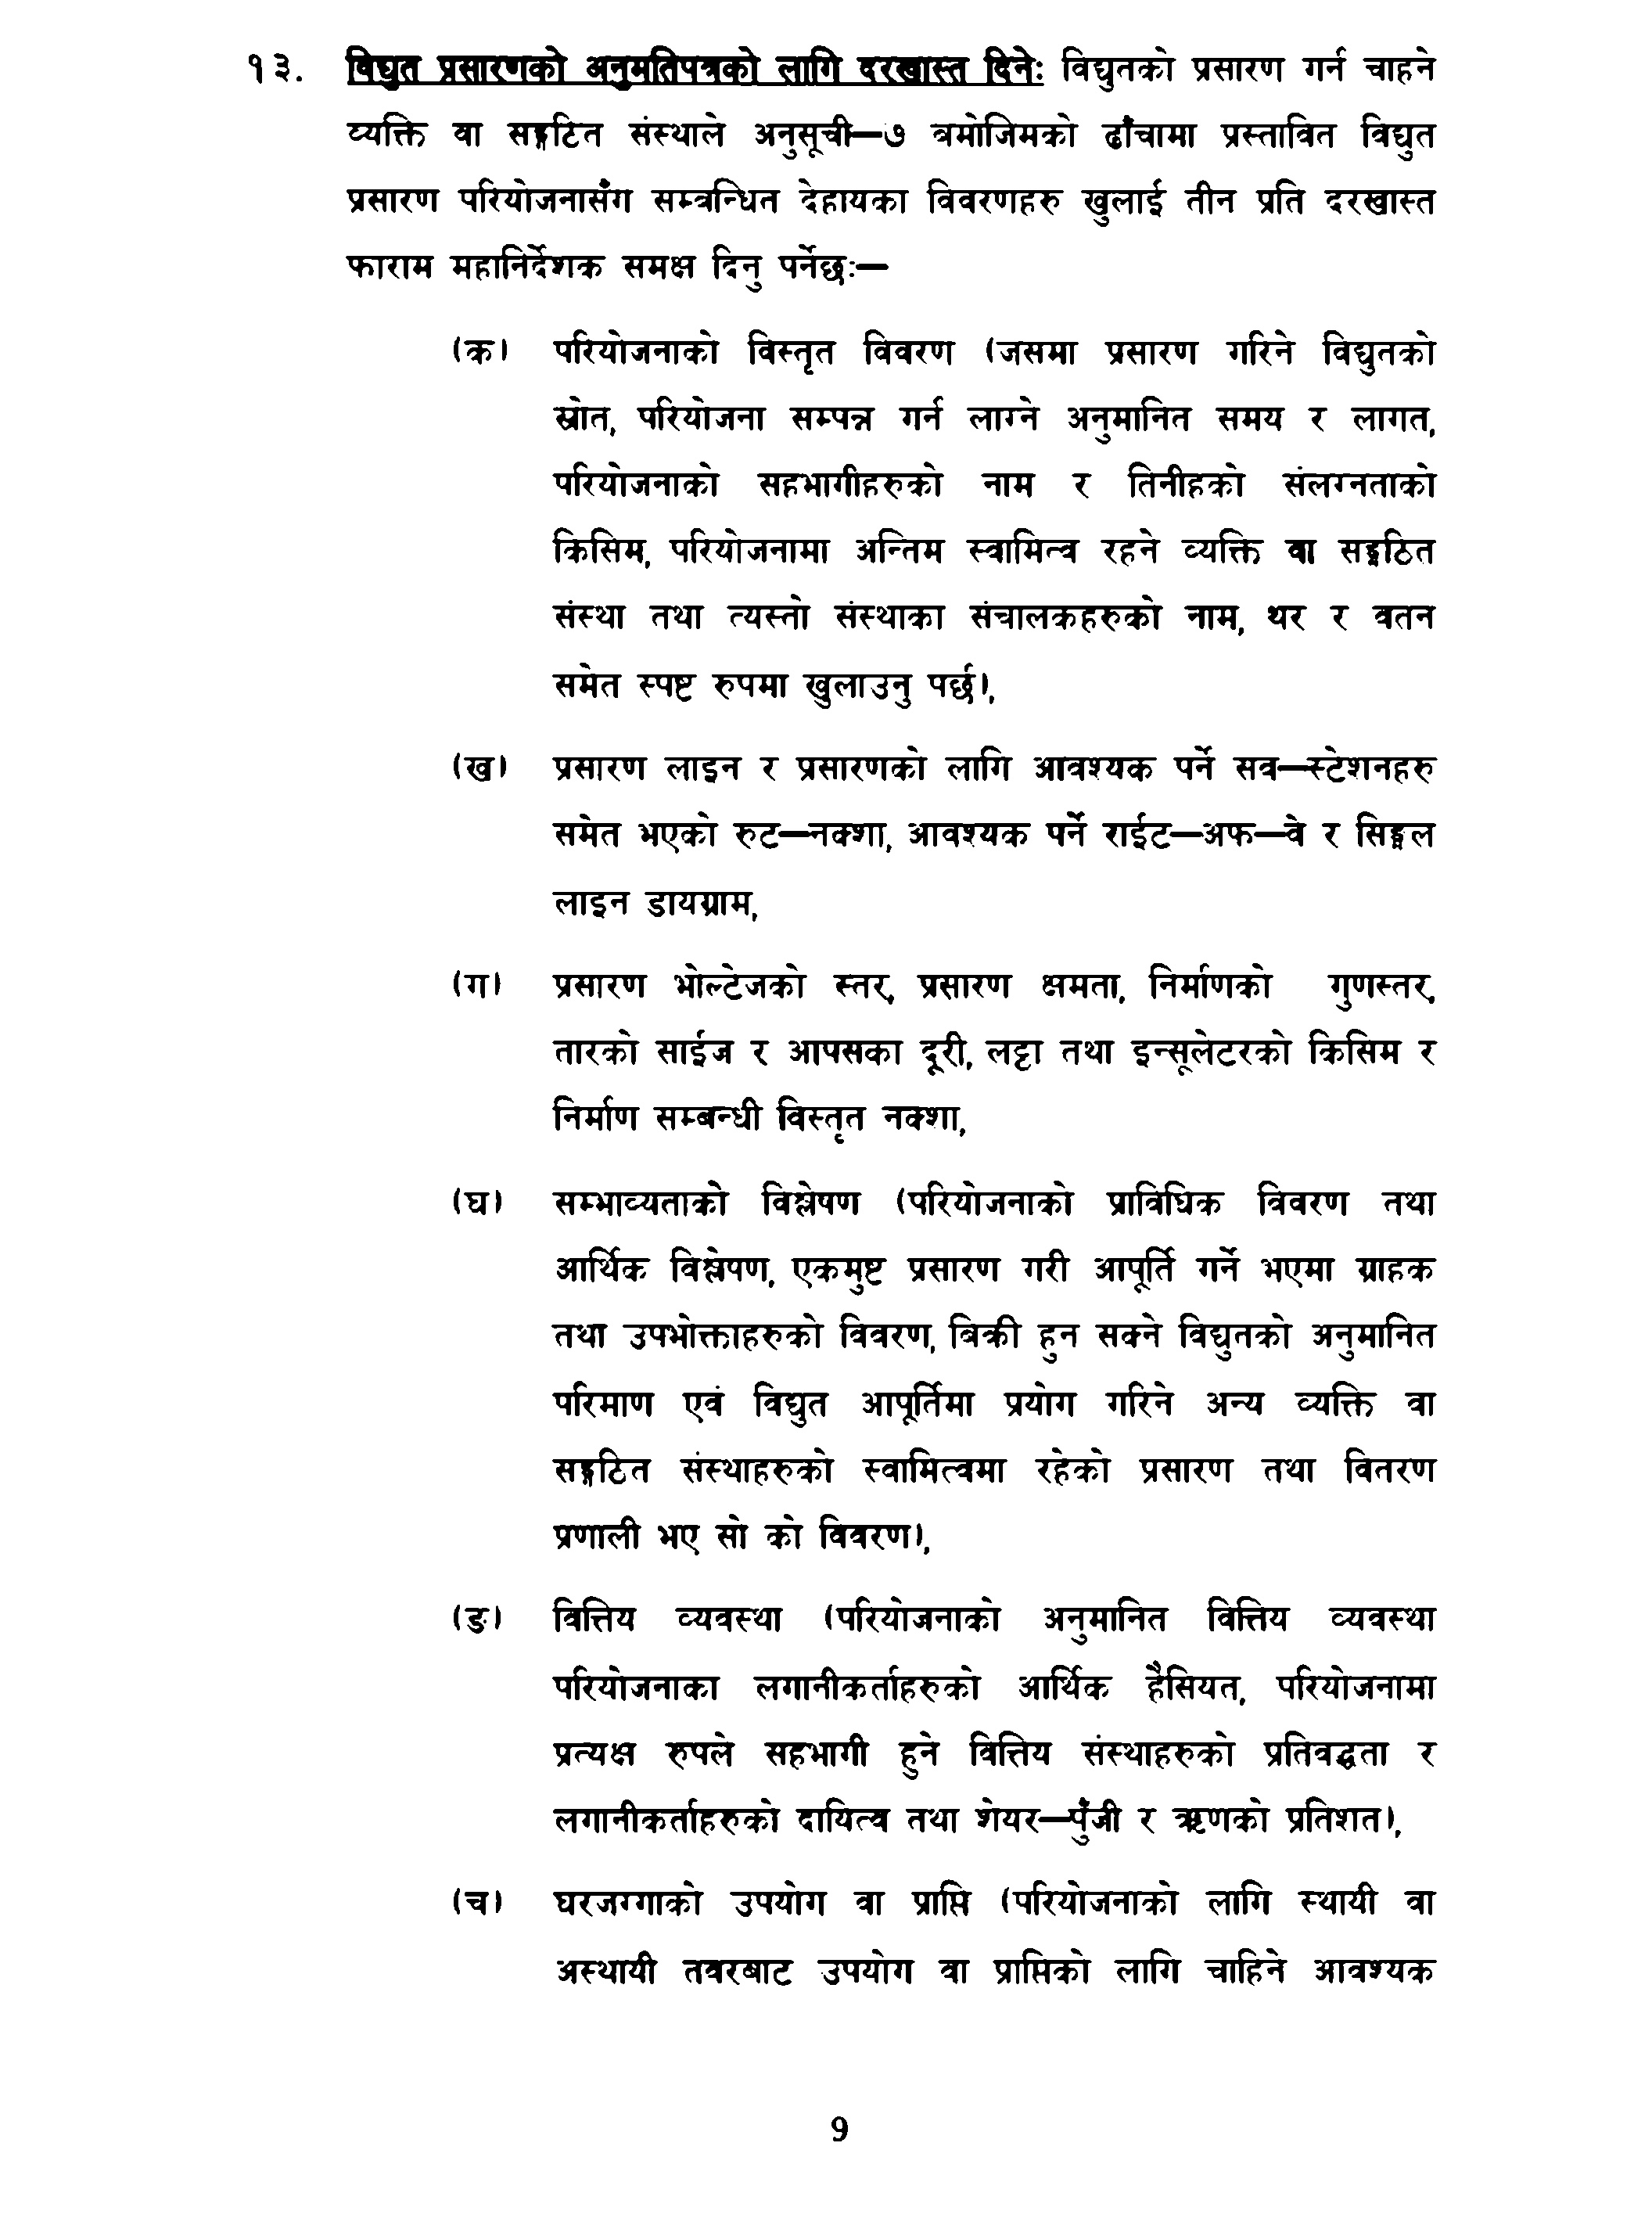 १३. विद्युत प्रसारणको अनुमतिपत्रको लागि दरखास्त दिनेः विद्युतको प्रसारण गर्न चाहने
व्यक्ति वा सङ्गठित संस्थाले अनुसूची—७ बमोजिमको ढाँचामा प्रस्तावित विद्युत
प्रसारण परियोजनासँग सम्बन्धित देहायका विवरणहरु खुलाई तीन प्रति दरखास्त
फाराम महानिर्देशक समक्ष दिनु पर्नेछः—
(क) परियोजनाको विस्तृत विवरण (जसमा प्रसारण गरिने विद्युतको
स्रोत, परियोजना सम्पन्न गर्न लाग्ने अनुमानित समय र लागत,
परियोजनाको सहभागीहरुको नाम र तिनीहको संलग्नताको
किसिम, परियोजनामा अन्तिम स्वामित्व रहने व्यक्ति वा सङ्गठित
संस्था तथा त्यस्तो संस्थाका संचालकहरुको नाम, थर र वतन
समेत स्पष्ट रुपमा खुलाउनु पर्छ),
(ख) प्रसारण लाइन र प्रसारणको लागि आवश्यक पर्ने सब—स्टेशनहरु
समेत भएको रुट—नक्शा, आवश्यक पर्ने राईट—अफ—वे र सिङ्गल
लाइन डायग्राम,
(ग) प्रसारण भोल्टेजको स्तर, प्रसारण क्षमता, निर्माणको गुणस्तर,
तारको साईज र आपसका दूरी, लट्ठा तथा इन्सूलेटरको किसिम र
निर्माण सम्बन्धी विस्तृत नक्शा,
(घ) सम्भाव्यताको विश्लेषण (परियोजनाको प्राविधिक विवरण तथा
आर्थिक विश्लेषण, एकमुष्ट प्रसारण गरी आपूर्ति गर्ने भएमा ग्राहक
तथा उपभोक्ताहरुको विवरण, बिक्री हुन सक्ने विद्युतको अनुमानित
परिमाण एवं विद्युत आपूर्तिमा प्रयोग गरिने अन्य व्यक्ति वा
सङ्गठित संस्थाहरुको स्वामित्वमा रहेको प्रसारण तथा वितरण
प्रणाली भए सो को विवरण),
(ङ) वित्तिय व्यवस्था (परियोजनाको अनुमानित वित्तिय व्यवस्था
परियोजनाका लगानीकर्ताहरुको आर्थिक हैसियत, परियोजनामा
प्रत्यक्ष रुपले सहभागी हुने वित्तिय संस्थाहरुको प्रतिवद्धता र
लगानीकर्ताहरुको दायित्व तथा शेयर—पुँजी र ऋणको प्रतिशत),
(च) घरजग्गाको उपयोग वा प्राप्ति (परियोजनाको लागि स्थायी वा
अस्थायी तवरबाट उपयोग वा प्राप्तिको लागि चाहिने आवश्यक
9